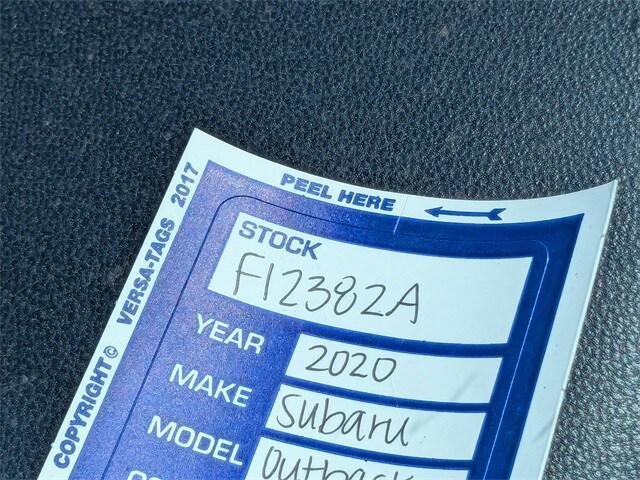 PEEL HERE
COPYRIGHT© VERSA-TAGS 2017
STOCK
F12382A
YEAR 2020
MAKE Subaru
MODEL Outback